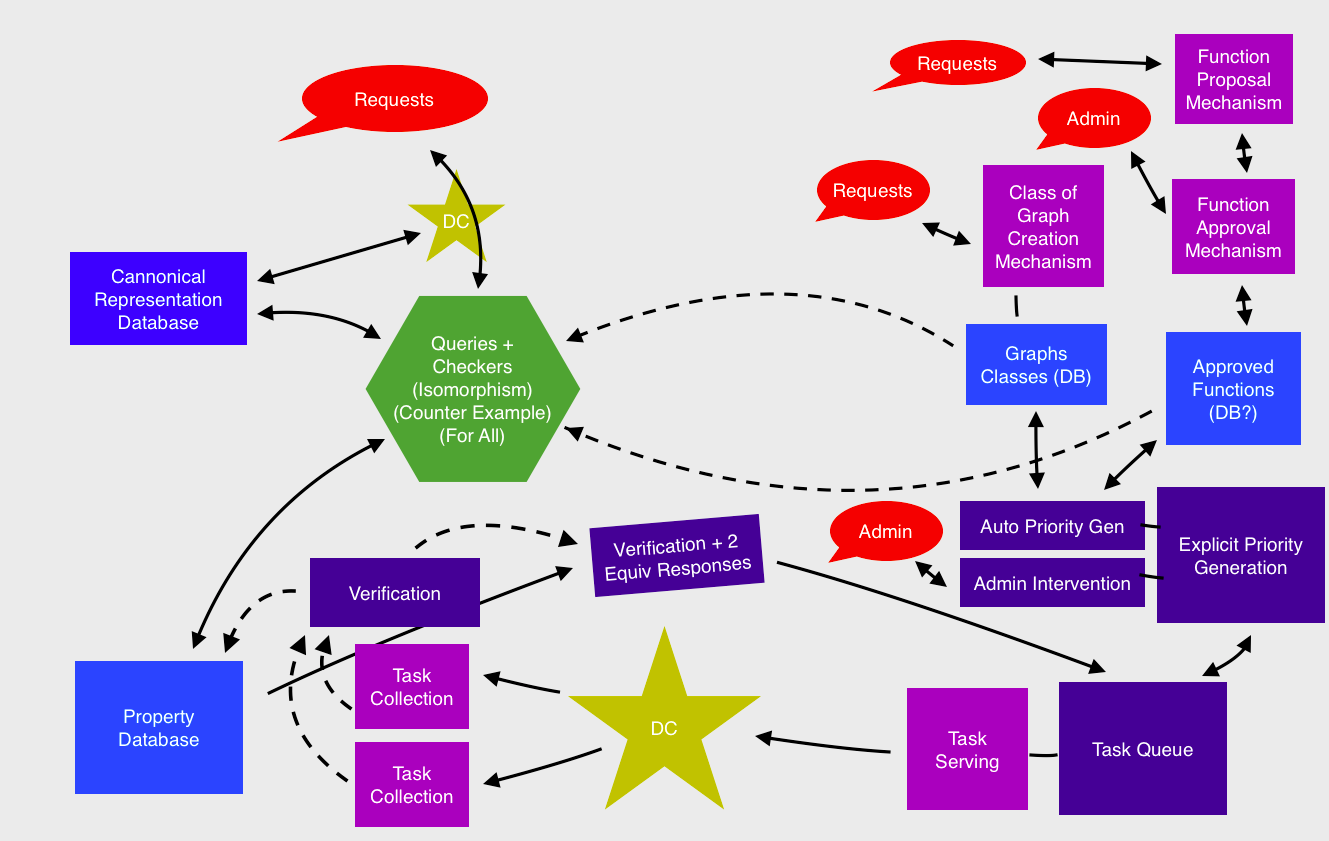 Requests
DC
Cannonical
Representation
Database
Queries +
Checkers
(Isomorphism)
(Counter Example)
(For All)
Requests
Function
Proposal
Mechanism
Admin
Requests
Class of
Graph
Creation
Mechanism
Function
Approval
Mechanism
Graphs
Classes (DB)
Approved
Functions
(DB?)
Verification + 2
Equiv Responses
Admin
Auto Priority Gen
Admin Intervention
Explicit Priority
Generation
Verification
Property
Database
Task
Collection
Task
Collection
DC
Task
Serving
Task Queue